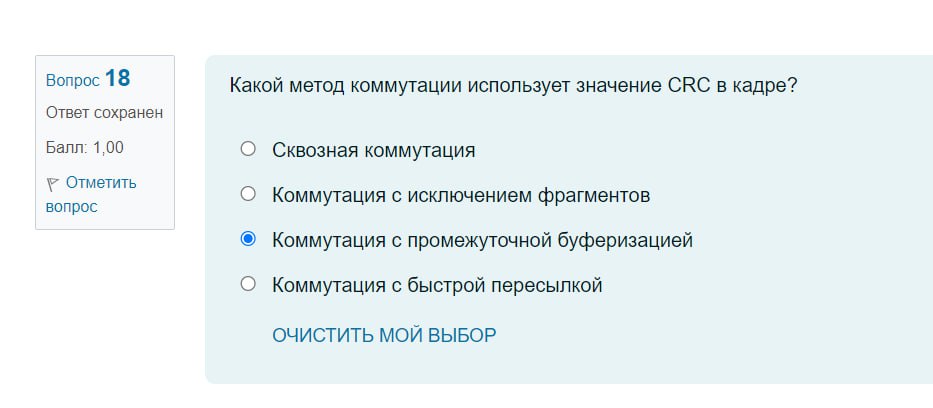 Вопрос 18
Ответ сохранен
Балл: 1,00
Отметить
вопрос
Какой метод коммутации использует значение CRC в кадре?
Сквозная коммутация
Коммутация с исключением фрагментов
Коммутация с промежуточной буферизацией
Коммутация с быстрой пересылкой
ОЧИСТИТЬ МОЙ ВЫБОР